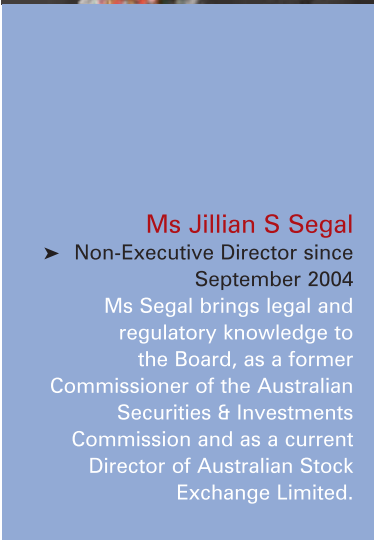 Ms Jillian S Segal
➤ Non-Executive Director since
September 2004
Ms Segal brings legal and
regulatory knowledge to
the Board, as a former
Commissioner of the Australian
Securities & Investments
Commission and as a current
Director of Australian Stock
Exchange Limited.